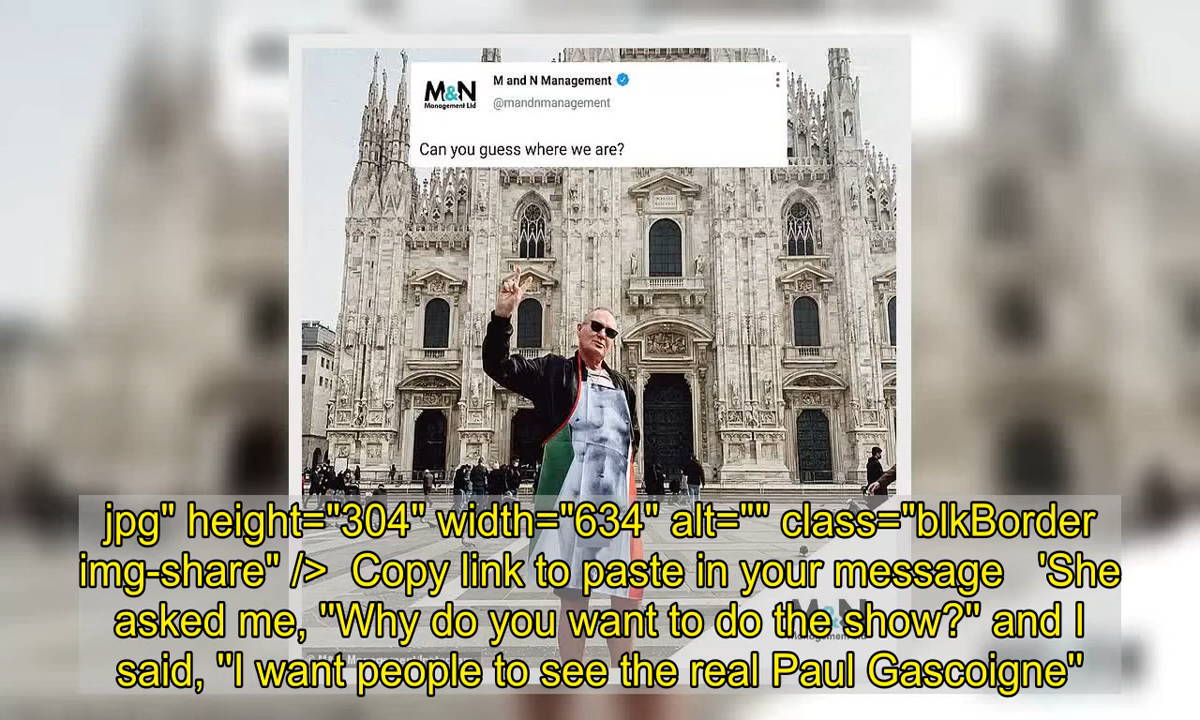 M&N
Management Ltd
M and N Management
@mandnmanagement
Can you guess where we are?
jpg" height="304" width="634" alt="" class="blkBorder
img-share" />  Copy link to paste in your message   'She
asked me, "Why do you want to do the show?" and I
said, "I want people to see the real Paul Gascoigne"
M&N